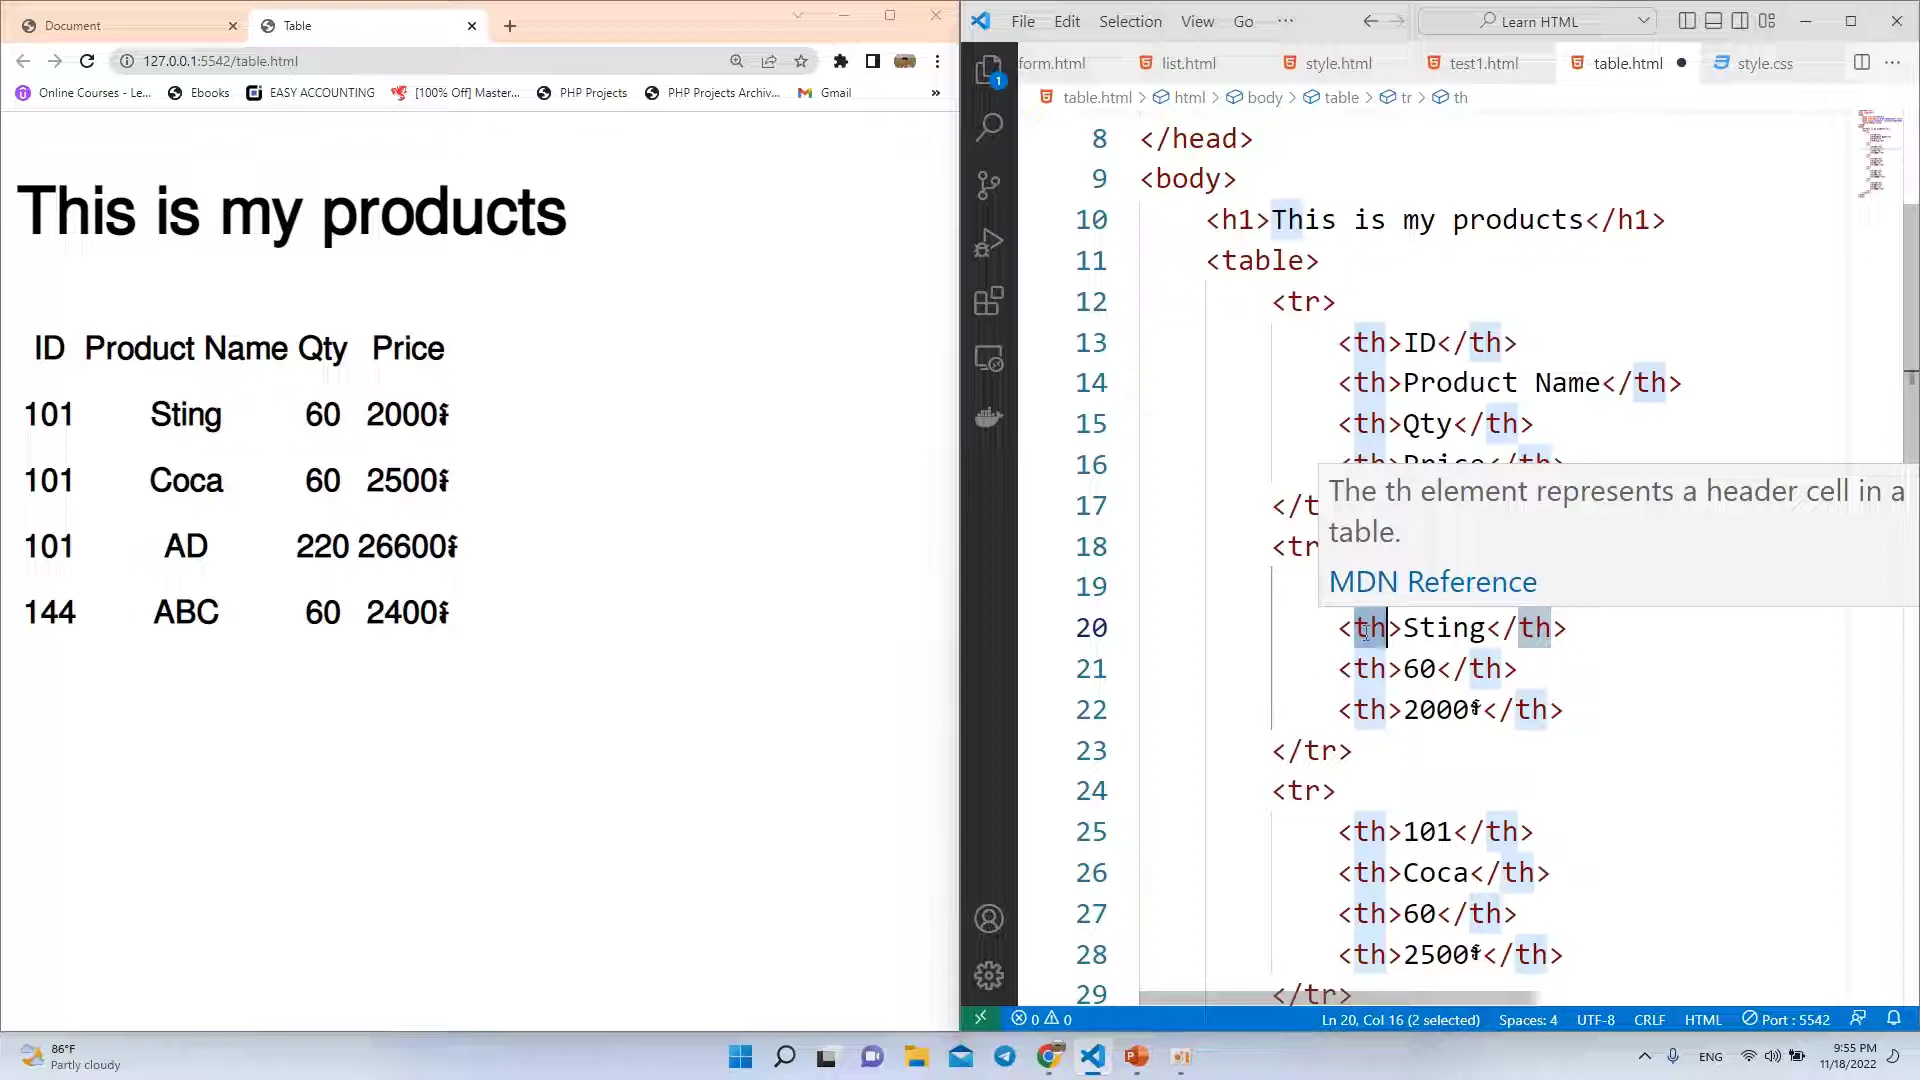 Document
Table
127.0.0.1:5542/table.html
Online Courses - Le...
Ebooks
EASY ACCOUNTING
[100% Off] Master...
PHP Projects
PHP Projects Archiv...
Gmail
»
This is my products
ID Product Name Qty Price
101 Sting 60 2000៛
101 Coca 60 2500៛
101 AD 220 26600៛
144 ABC 60 2400៛
File Edit Selection View Go ···
Learn HTML
form.html
list.html
style.html
test1.html
table.html
style.css
table.html > html > body > table > tr > th
8 </head>
9 <body>
10 <h1>This is my products</h1>
11 <table>
12 <tr>
13 <th>ID</th>
14 <th>Product Name</th>
15 <th>Qty</th>
16 <th>Price</th>
17 </t
18 <tr
19
20 <th>Sting</th>
21 <th>60</th>
22 <th>2000៛</th>
23 </tr>
24 <tr>
25 <th>101</th>
26 <th>Coca</th>
27 <th>60</th>
28 <th>2500៛</th>
29 </tr>
The th element represents a header cell in a
table.
MDN Reference
1
0 0
Ln 20, Col 16 (2 selected)
Spaces: 4
UTF-8
CRLF
HTML
Port : 5542
86°F
Partly cloudy
ENG
9:55 PM
11/18/2022